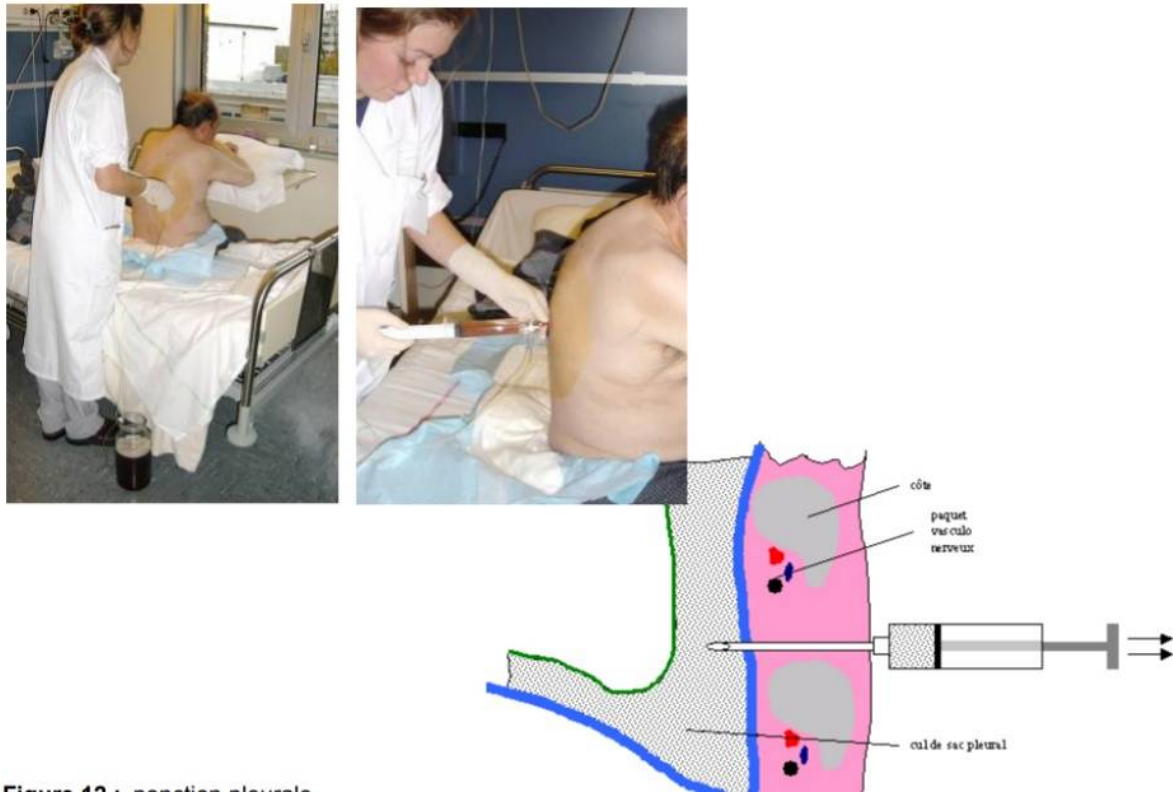 côte
paquet
vasculo
nerveux
cul de sac pleural
Figure 12 : ponction pleurale